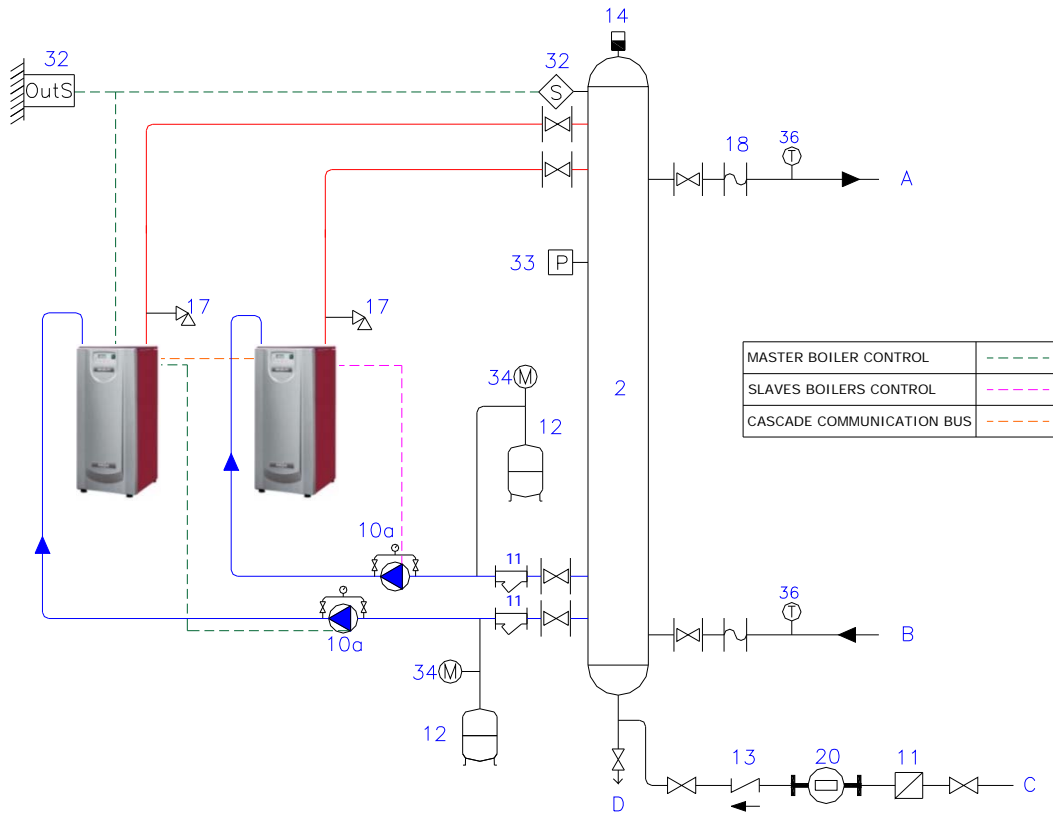 14
32
32
OutS
S
18
36
T
A
P
33
17
17
MASTER BOILER CONTROL
SLAVES BOILERS CONTROL
CASCADE COMMUNICATION BUS
34
M
2
12
10a
11
11
36
T
B
10a
34
M
12
13
20
11
C
D